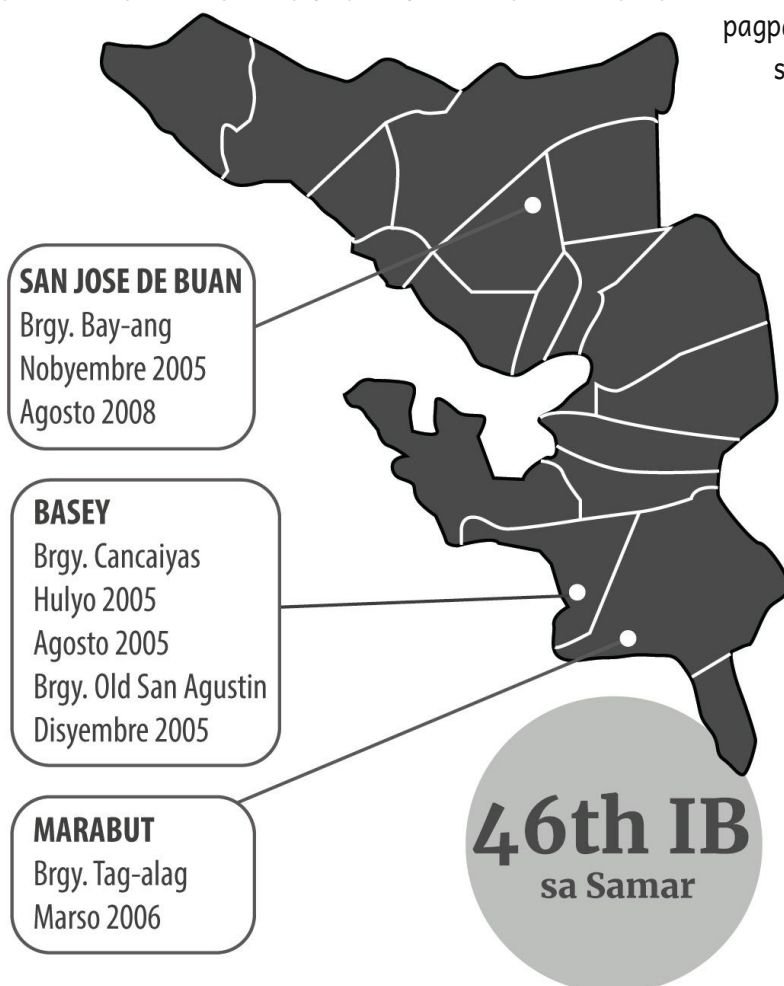 SAN JOSE DE BUAN
Brgy. Bay-ang
Nobyembre 2005
Agosto 2008
BASEY
Brgy. Cancaiyas
Hulyo 2005
Agosto 2005
Brgy. Old San Agustin
Disyembre 2005
MARABUT
Brgy. Tag-alag
Marso 2006
46th IB
sa Samar